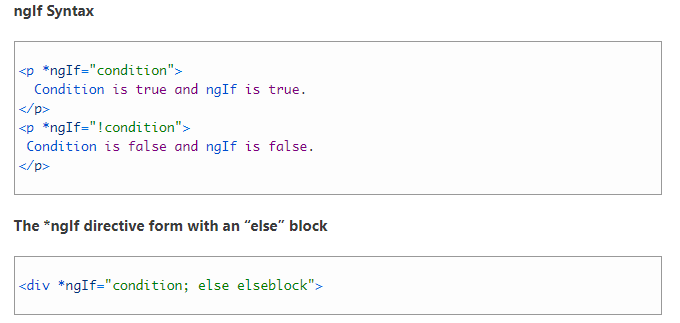 ngIf Syntax
<p *ngIf="condition">
  Condition is true and ngIf is true.
</p>
<p *ngIf="!condition">
 Condition is false and ngIf is false.
</p>
The *ngIf directive form with an “else” block
<div *ngIf="condition; else elseblock">